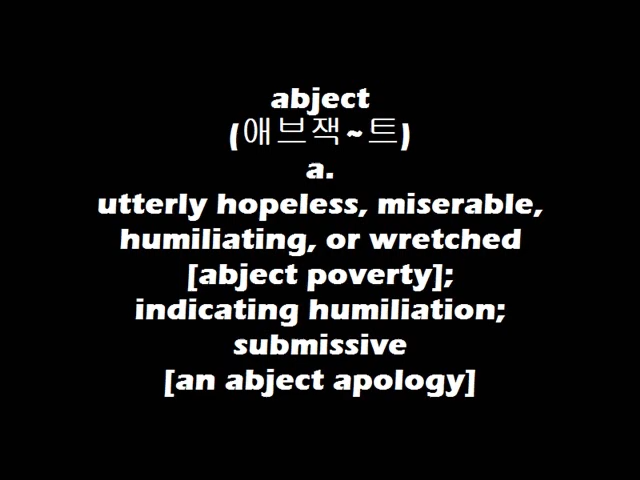 abject
(애브잭~트)
a.
utterly hopeless, miserable,
humiliating, or wretched
[abject poverty];
indicating humiliation;
submissive
[an abject apology]